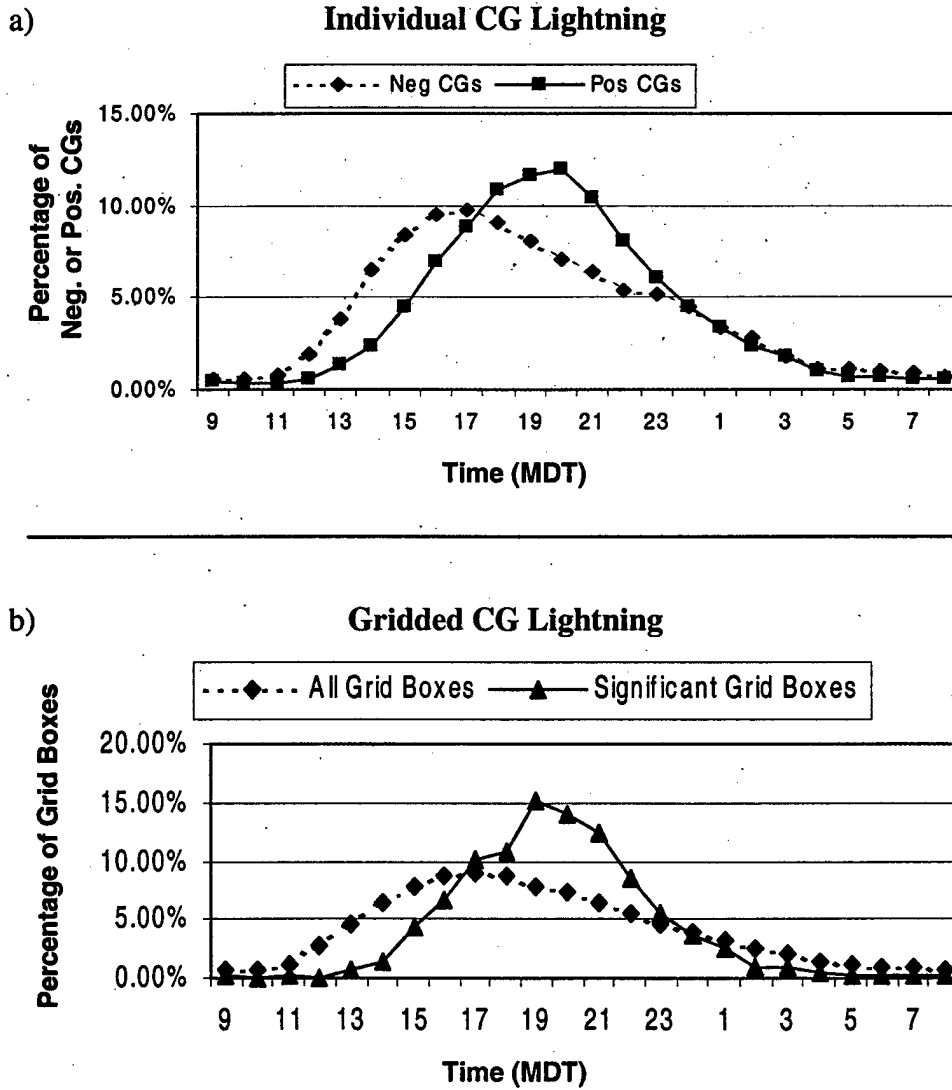 a)
Individual CG Lightning
Neg CGs Pos CGs
Percentage of
Neg. or Pos. CGs
15.00%
10.00%
5.00%
0.00%
9 11 13 15 17 19 21 23 1 3 5 7
Time (MDT)
b)
Gridded CG Lightning
All Grid Boxes Significant Grid Boxes
Percentage of Grid Boxes
20.00%
15.00%
10.00%
5.00%
0.00%
9 11 13 15 17 19 21 23 1 3 5 7
Time (MDT)